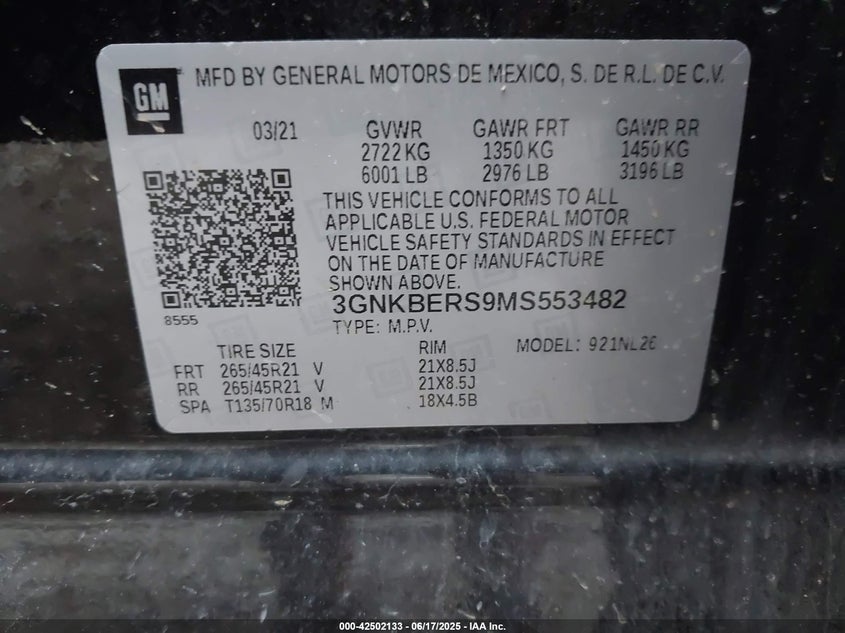 GM
MFD BY GENERAL MOTORS DE MEXICO, S. DE R.L. DE C.V.
03/21 GVWR GAWR FRT GAWR RR
2722 KG 1350 KG 1450 KG
6001 LB 2976 LB 3196 LB
THIS VEHICLE CONFORMS TO ALL
APPLICABLE U.S. FEDERAL MOTOR
VEHICLE SAFETY STANDARDS IN EFFECT
ON THE DATE OF MANUFACTURE
SHOWN ABOVE.
3GNKBERS9MS553482
8555
TYPE: M.P.V.
TIRE SIZE RIM MODEL: 921NL26
FRT 265/45R21 V 21X8.5J
RR 265/45R21 V 21X8.5J
SPA T135/70R18 M 18X4.5B
000-42502133 - 06/17/2025 - IAA Inc.